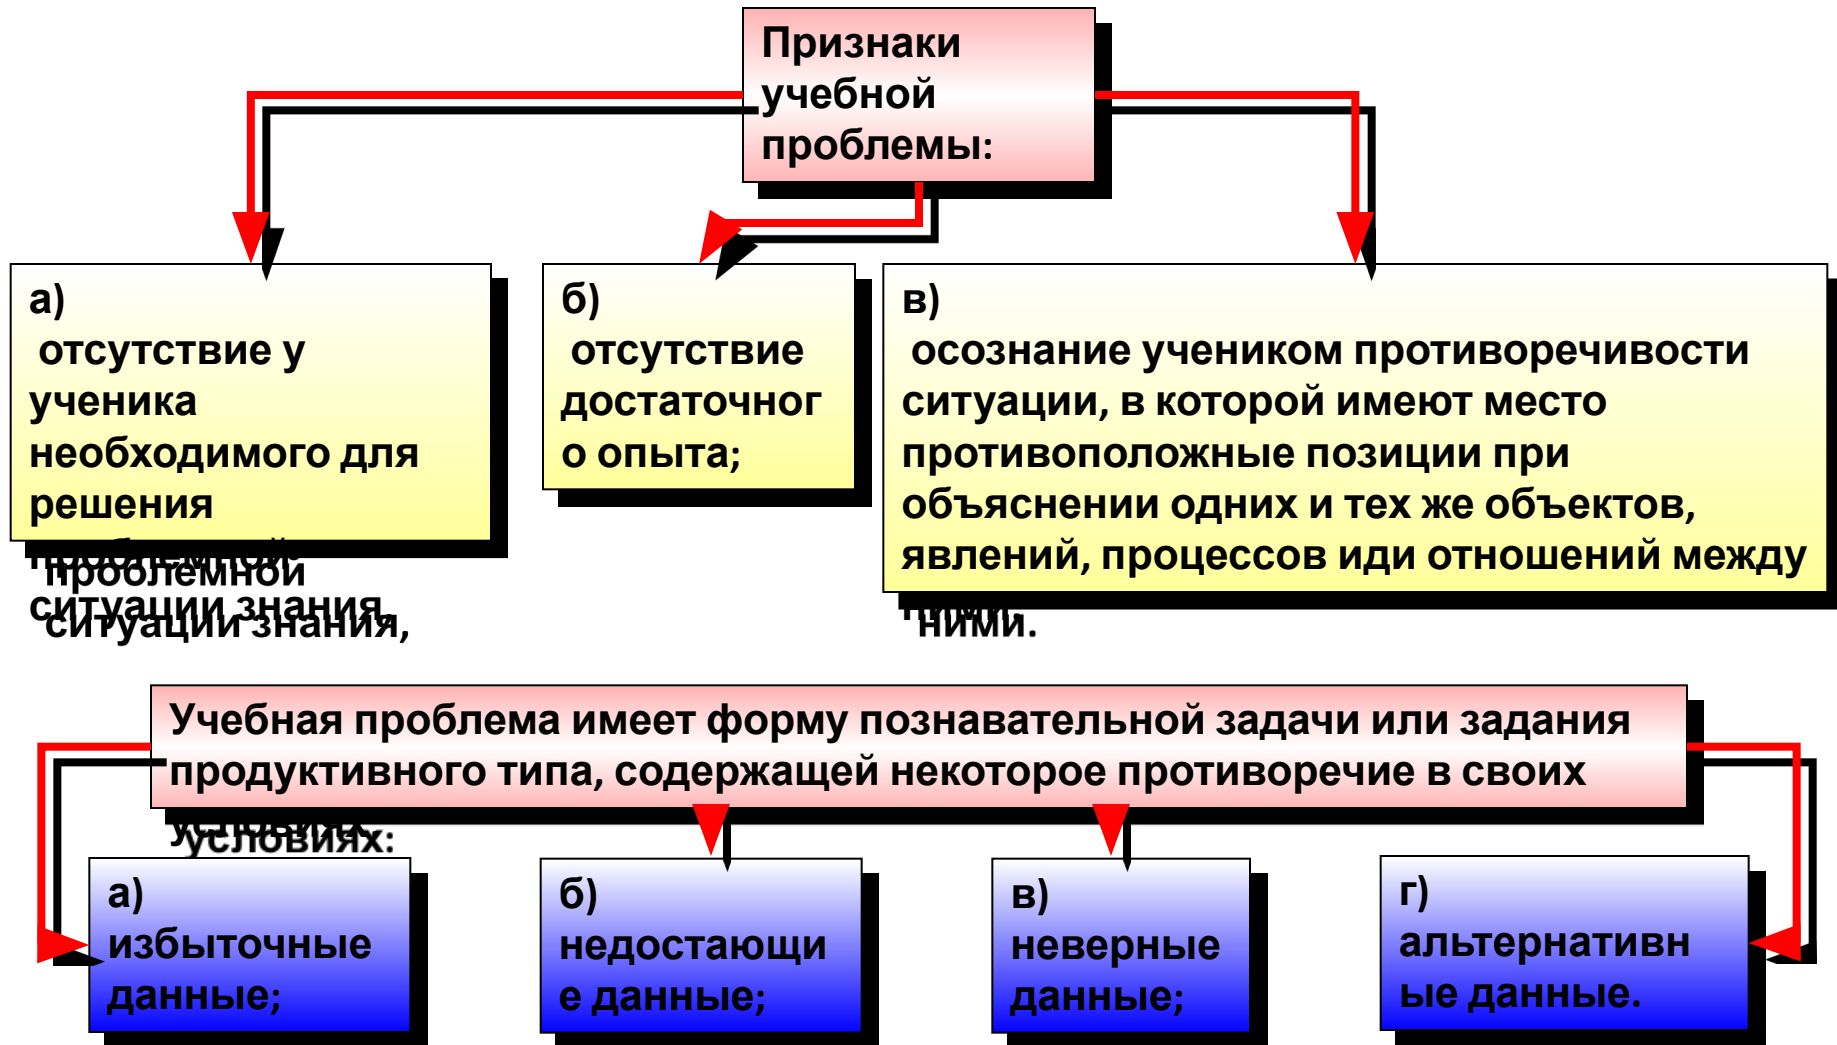 Признаки
учебной
проблемы:
а)
отсутствие у
ученика
необходимого для
решения
проблемной
ситуации знания,
б)
отсутствие
достаточног
о опыта;
в)
осознание учеником противоречивости
ситуации, в которой имеют место
противоположные позиции при
объяснении одних и тех же объектов,
явлений, процессов иди отношений между
ними.
Учебная проблема имеет форму познавательной задачи или задания
продуктивного типа, содержащей некоторое противоречие в своих
условиях:
а)
избыточные
данные;
б)
недостающи
е данные;
в)
неверные
данные;
г)
альтернативн
ые данные.